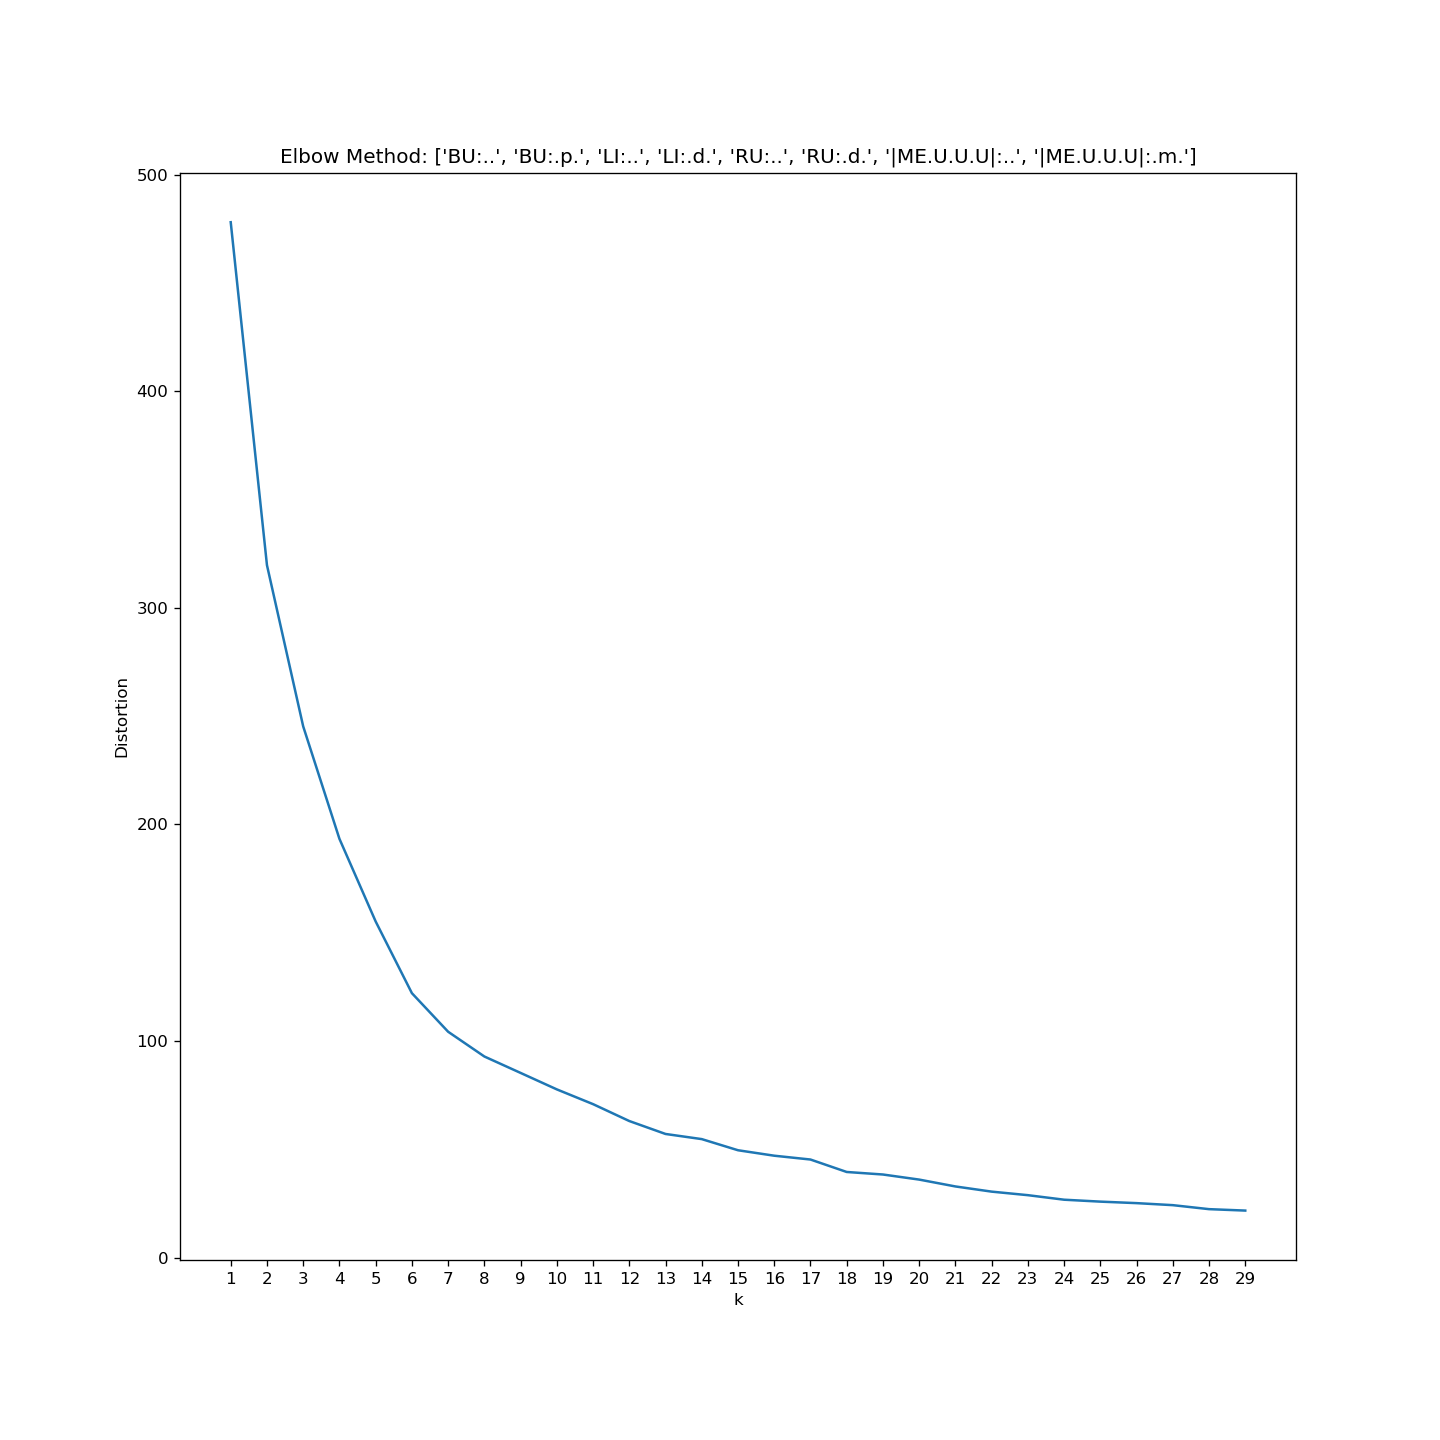 Elbow Method: ['BU:..', 'BU:.p.', 'LI:..', 'LI:.d.', 'RU:..', 'RU:.d.', '|ME.U.U.U|:..', '|ME.U.U.U|:.m.']
500
400
300
200
100
0
Distortion
1 2 3 4 5 6 7 8 9 10 11 12 13 14 15 16 17 18 19 20 21 22 23 24 25 26 27 28 29
k